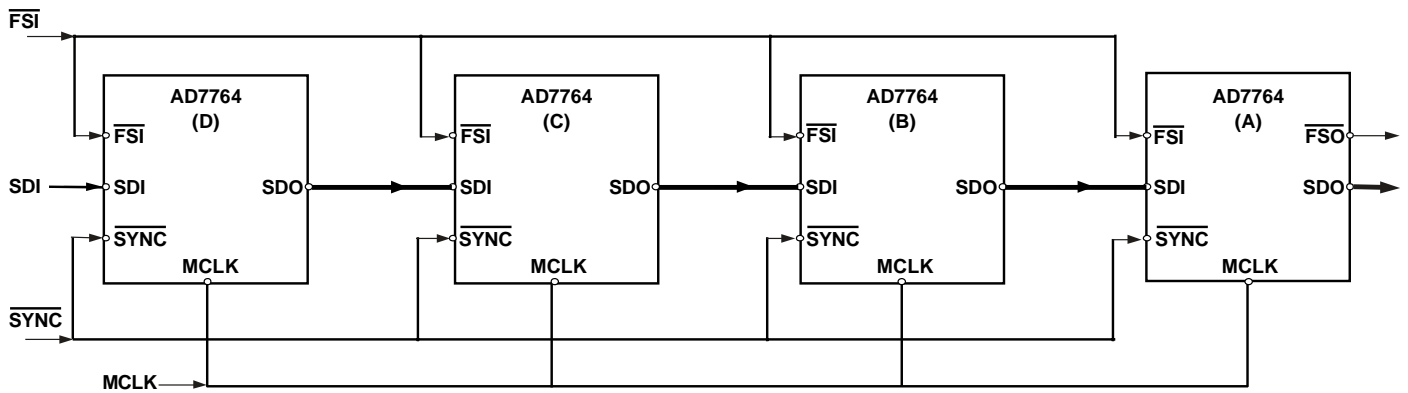 FSI
AD7764
(D)
FSI
SDI
SDO
SYNC
MCLK
AD7764
(C)
FSI
SDI
SDO
SYNC
MCLK
AD7764
(B)
FSI
SDI
SDO
SYNC
MCLK
AD7764
(A)
FSI
FSO
SDI
SDO
SYNC
MCLK
SDI
SYNC
MCLK